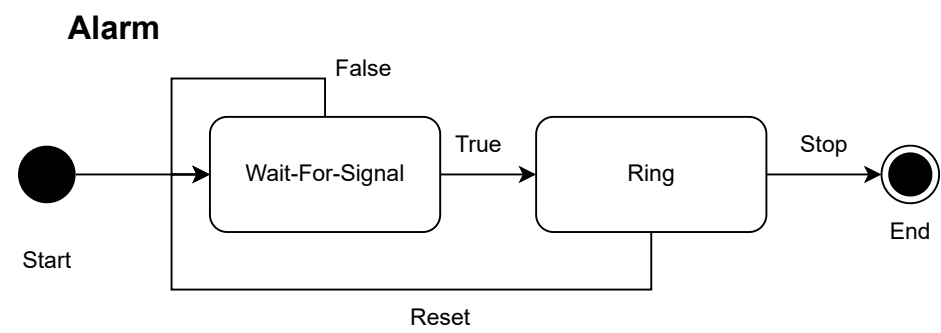 Alarm
False
True
Stop
Wait-For-Signal
Ring
Start
End
Reset